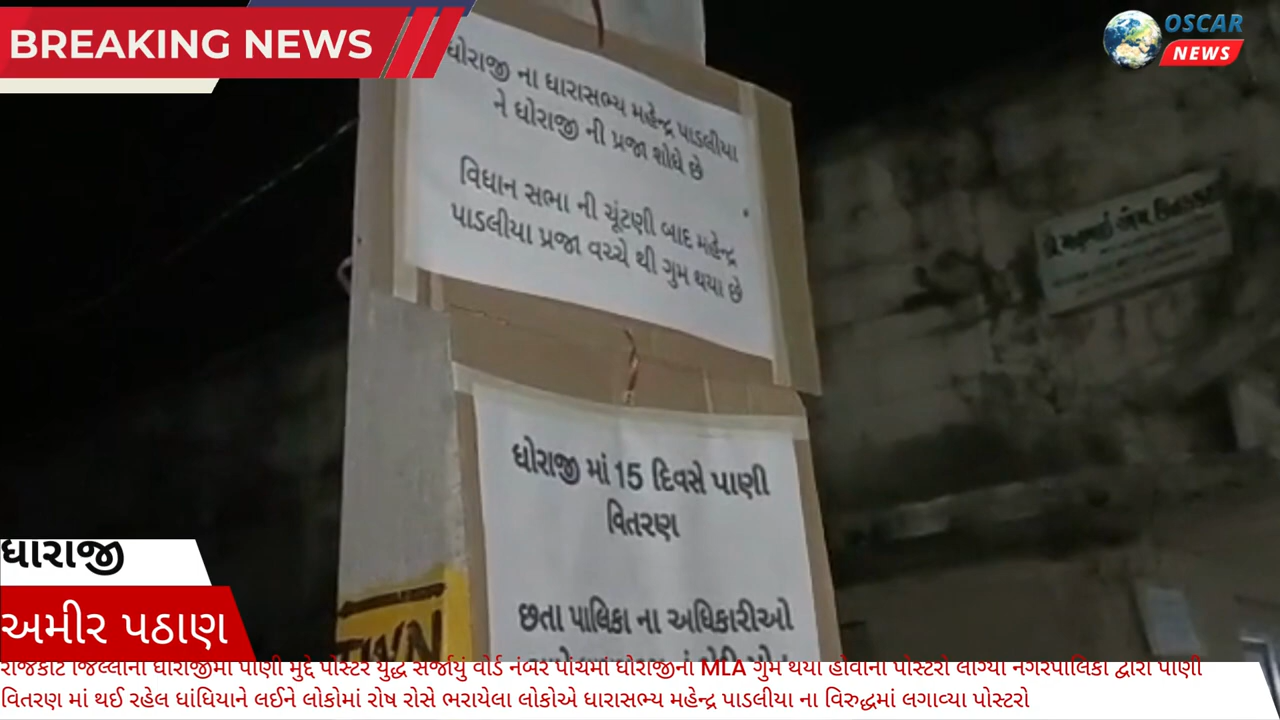 BREAKING NEWS
OSCAR
NEWS
ધોરાજી ના ધારાસભ્ય મહેન્દ્ર પાડલીયા
ને ધોરાજી ની પ્રજા શોધે છે
વિધાન સભા ની ચૂંટણી બાદ મહેન્દ્ર
પાડલીયા પ્રજા વચ્ચે થી ગુમ થયા છે
ધોરાજી માં 15 દિવસે પાણી
વિતરણ
છતા પાલિકા ના અધિકારીઓ
ધોરાજી
અમીર પઠાણ
રાજકોટ જિલ્લાના ધોરાજીમાં પાણી મુદ્દે પોસ્ટર યુદ્ધ સર્જાયું વોર્ડ નંબર પાંચમાં ધોરાજીના MLA ગુમ થયા હોવાના પોસ્ટરો લાગ્યા નગરપાલિકા દ્વારા પાણી
વિતરણ માં થઈ રહેલ ધાંધિયાને લઈને લોકોમાં રોષ રોસે ભરાયેલા લોકોએ ધારાસભ્ય મહેન્દ્ર પાડલીયા ના વિરુદ્ધમાં લગાવ્યા પોસ્ટરો